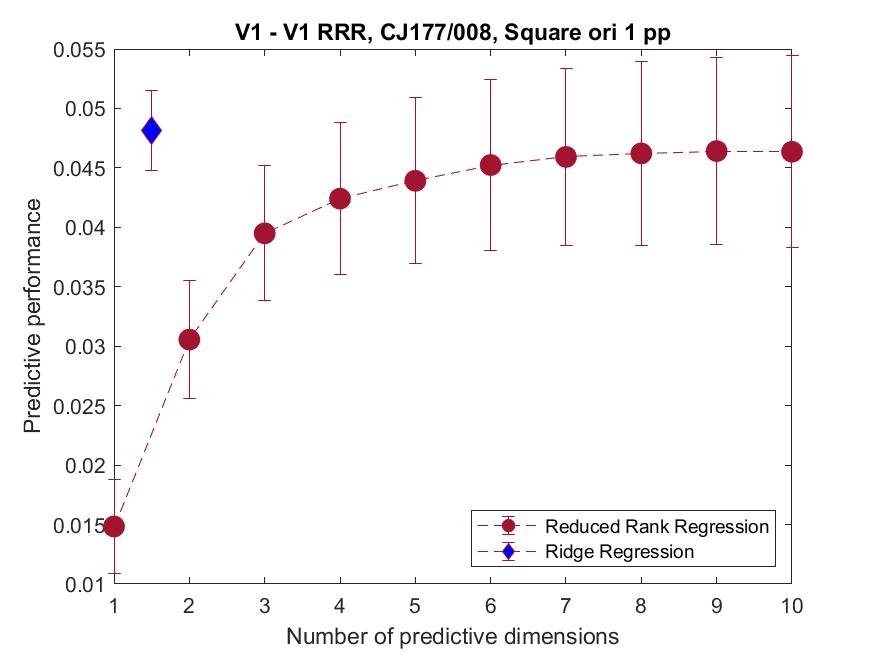 V1 - V1 RRR, CJ177/008, Square ori 1 pp
0.055
0.05
0.045
0.04
0.035
0.03
0.025
0.02
0.015
0.01
Predictive performance
1 2 3 4 5 6 7 8 9 10
Number of predictive dimensions
Reduced Rank Regression
Ridge Regression